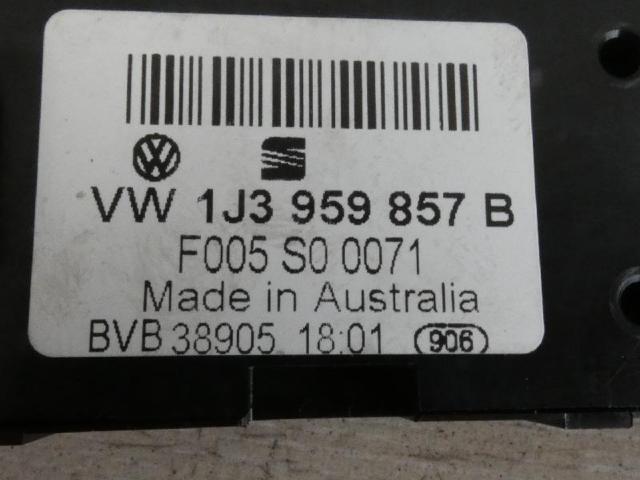 VW 1J3 959 857 B
F005 S0 0071
Made in Australia
BVB 38905 18:01 906